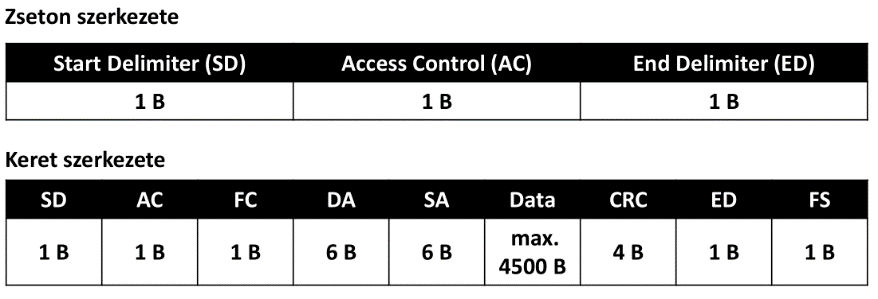 Zseton szerkezete
Start Delimiter (SD) Access Control (AC) End Delimiter (ED)
1 B 1 B 1 B
Keret szerkezete
SD AC FC DA SA Data CRC ED FS
1 B 1 B 1 B 6 B 6 B max. 4500 B 4 B 1 B 1 B